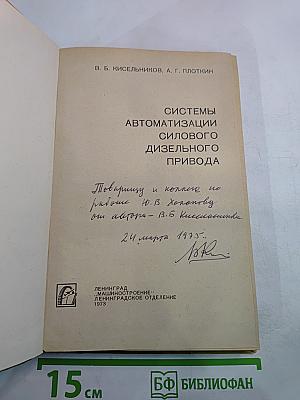 В. Б. КИСЕЛЬНИКОВ, А. Г. ПЛОТКИН
СИСТЕМЫ
АВТОМАТИЗАЦИИ
СИЛОВОГО
ДИЗЕЛЬНОГО
ПРИВОДА
Товарищу и коллеге по
работе Ю. В.
от автора – В. Б. Кисельникова
24 марта 1975.
ЛЕНИНГРАД
„МАШИНОСТРОЕНИЕ"
ЛЕНИНГРАДСКОЕ ОТДЕЛЕНИЕ
1973
15 см
БФ БИБЛИОФАН